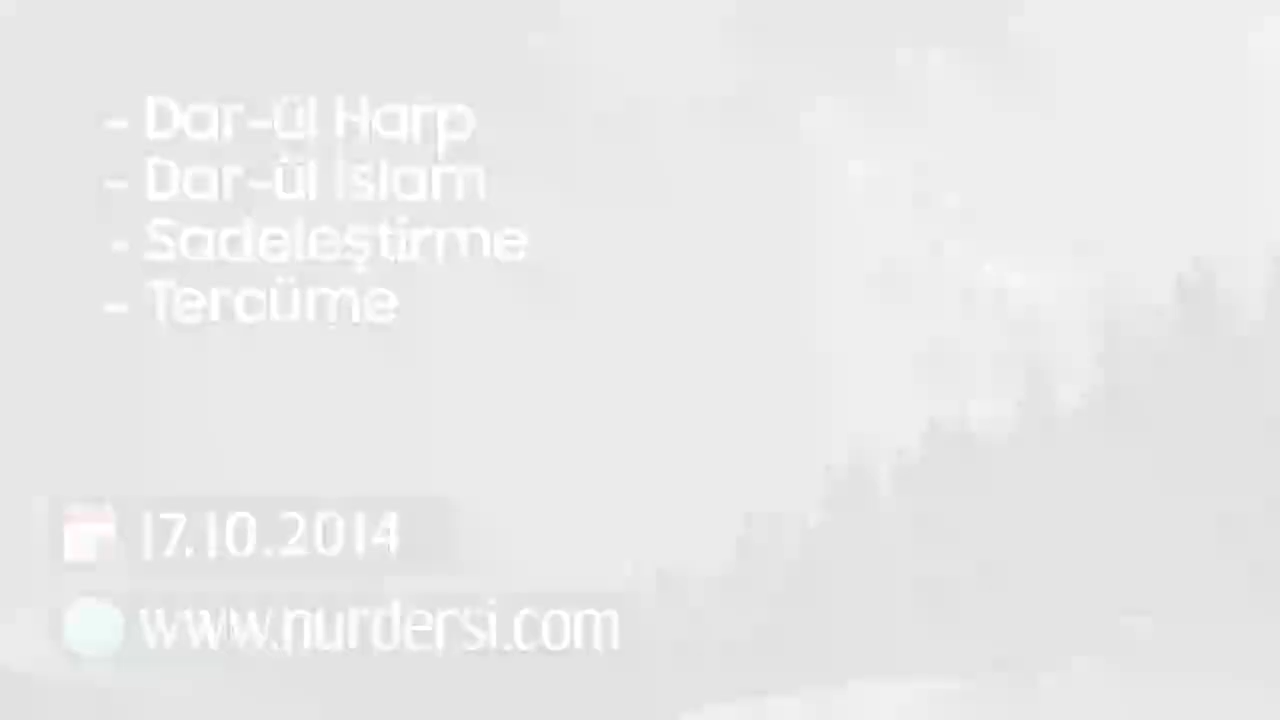 - Dar-ül Harp
- Dar-ül İslam
- Sadeleştirme
- Tercüme
17.10.2014
www.nurdersi.com